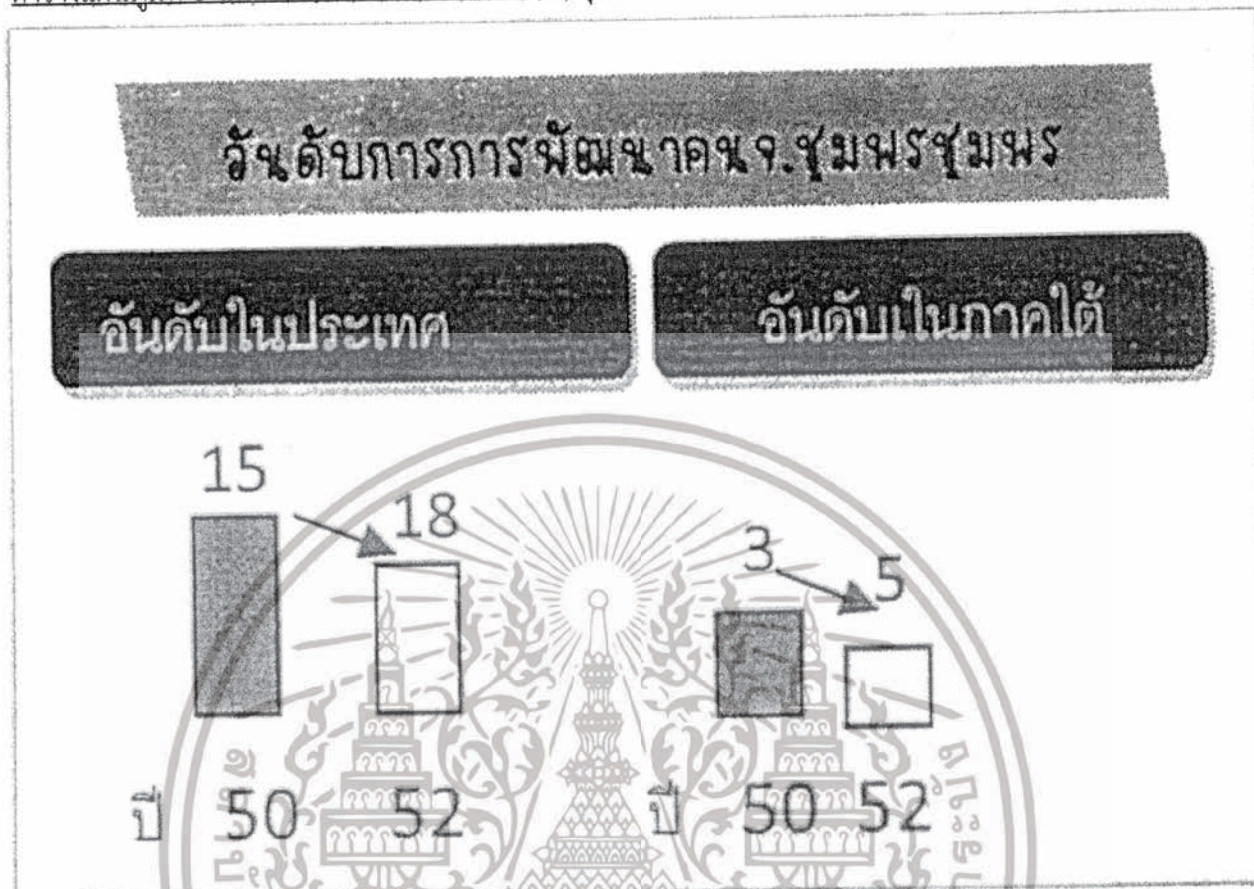 อันดับการการพัฒนาคนจ.ชุมพรชุมพร
อันดับในประเทศ
อันดับเในภาคใต้
15
18
3
5
ปี 50 52
ปี 50 52